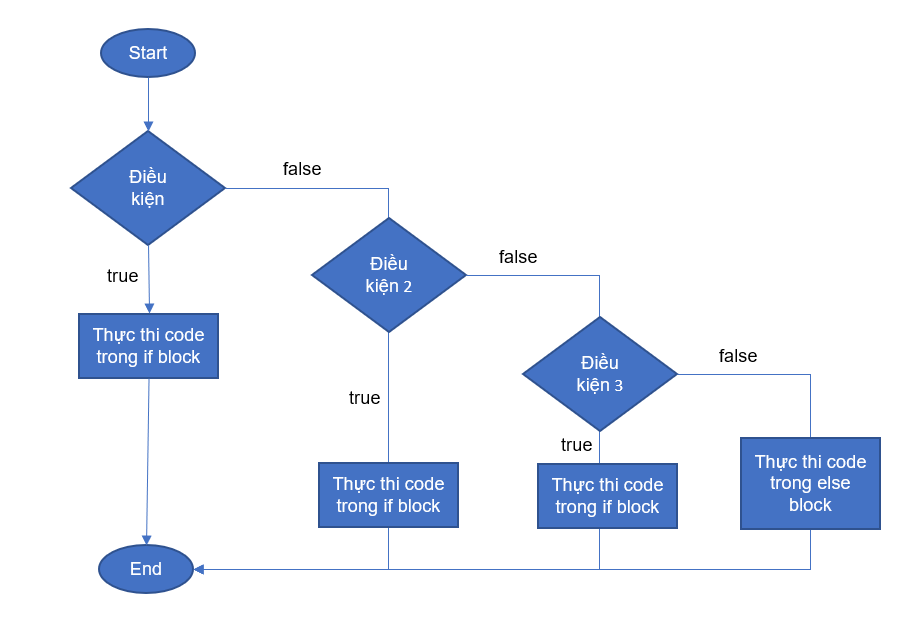 Start
Điều
kiện
false
true
Thực thi code
trong if block
Điều
kiện 2
false
true
Thực thi code
trong if block
Điều
kiện 3
false
true
Thực thi code
trong if block
Thực thi code
trong else
block
End